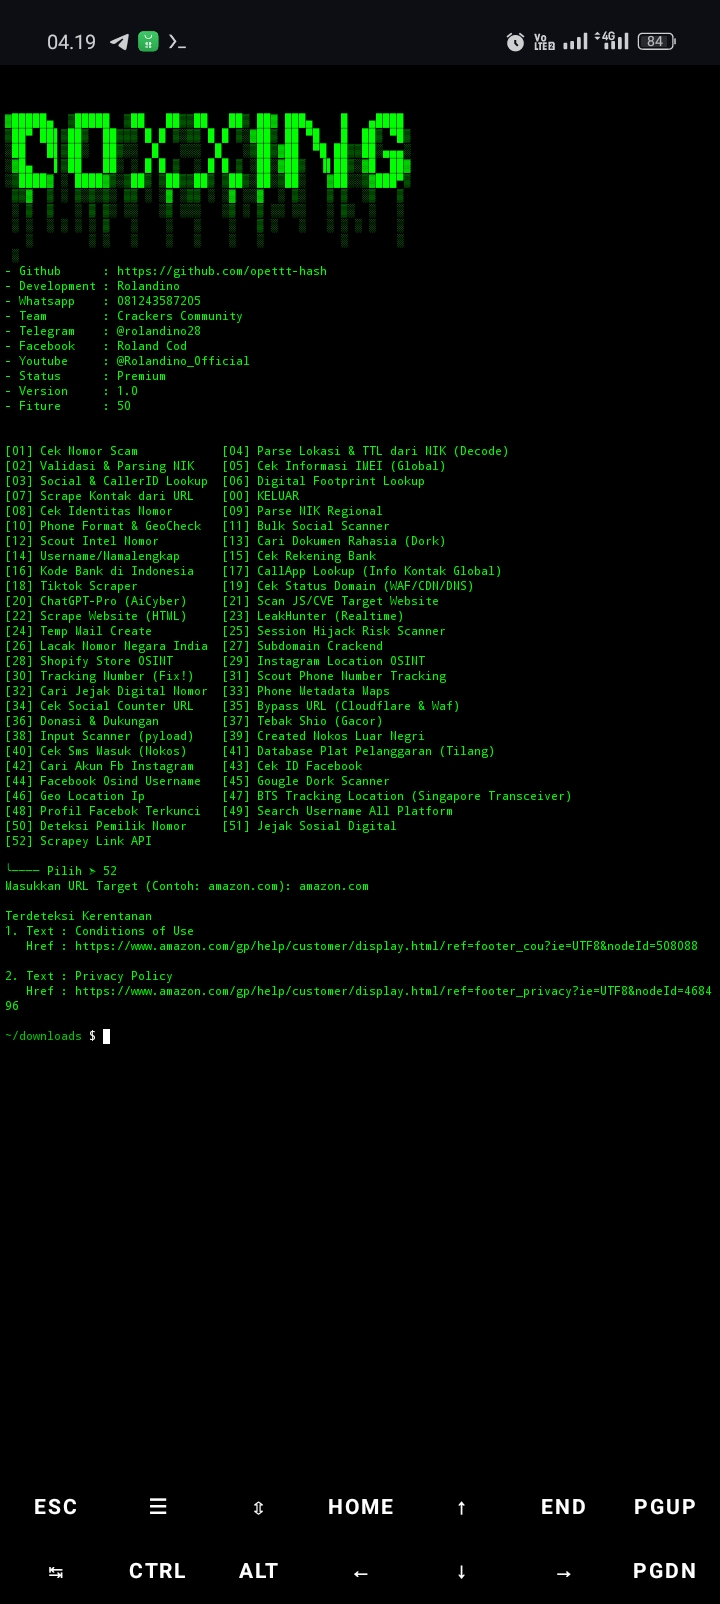 04.19
Vo LTE2 4G 84
DOXXING
- Github : https://github.com/opettt-hash
- Development : Rolandino
- Whatsapp : 081243587205
- Team : Crackers Community
- Telegram : @rolandino28
- Facebook : Roland Cod
- Youtube : @Rolandino_Official
- Status : Premium
- Version : 1.0
- Fiture : 50
[01] Cek Nomor Scam [04] Parse Lokasi & TTL dari NIK (Decode)
[02] Validasi & Parsing NIK [05] Cek Informasi IMEI (Global)
[03] Social & CallerID Lookup [06] Digital Footprint Lookup
[07] Scrape Kontak dari URL [00] KELUAR
[08] Cek Identitas Nomor [09] Parse NIK Regional
[10] Phone Format & GeoCheck [11] Bulk Social Scanner
[12] Scout Intel Nomor [13] Cari Dokumen Rahasia (Dork)
[14] Username/Namalengkap [15] Cek Rekening Bank
[16] Kode Bank di Indonesia [17] CallApp Lookup (Info Kontak Global)
[18] Tiktok Scraper [19] Cek Status Domain (WAF/CDN/DNS)
[20] ChatGPT-Pro (AiCyber) [21] Scan JS/CVE Target Website
[22] Scrape Website (HTML) [23] LeakHunter (Realtime)
[24] Temp Mail Create [25] Session Hijack Risk Scanner
[26] Lacak Nomor Negara India [27] Subdomain Crackend
[28] Shopify Store OSINT [29] Instagram Location OSINT
[30] Tracking Number (Fix!) [31] Scout Phone Number Tracking
[32] Cari Jejak Digital Nomor [33] Phone Metadata Maps
[34] Cek Social Counter URL [35] Bypass URL (Cloudflare & Waf)
[36] Donasi & Dukungan [37] Tebak Shio (Gacor)
[38] Input Scanner (pyload) [39] Created Nokos Luar Negri
[40] Cek Sms Masuk (Nokos) [41] Database Plat Pelanggaran (Tilang)
[42] Cari Akun Fb Instagram [43] Cek ID Facebook
[44] Facebook Osind Username [45] Gougle Dork Scanner
[46] Geo Location Ip [47] BTS Tracking Location (Singapore Transceiver)
[48] Profil Facebok Terkunci [49] Search Username All Platform
[50] Deteksi Pemilik Nomor [51] Jejak Sosial Digital
[52] Scrapey Link API
╰──── Pilih ➤ 52
Masukkan URL Target (Contoh: amazon.com): amazon.com
Terdeteksi Kerentanan
1. Text : Conditions of Use
Href : https://www.amazon.com/gp/help/customer/display.html/ref=footer_cou?ie=UTF8&nodeId=508088
2. Text : Privacy Policy
Href : https://www.amazon.com/gp/help/customer/display.html/ref=footer_privacy?ie=UTF8&nodeId=4684
96
~/downloads $
ESC ☰ ⇕ HOME ↑ END PGUP
↹ CTRL ALT ← ↓ → PGDN